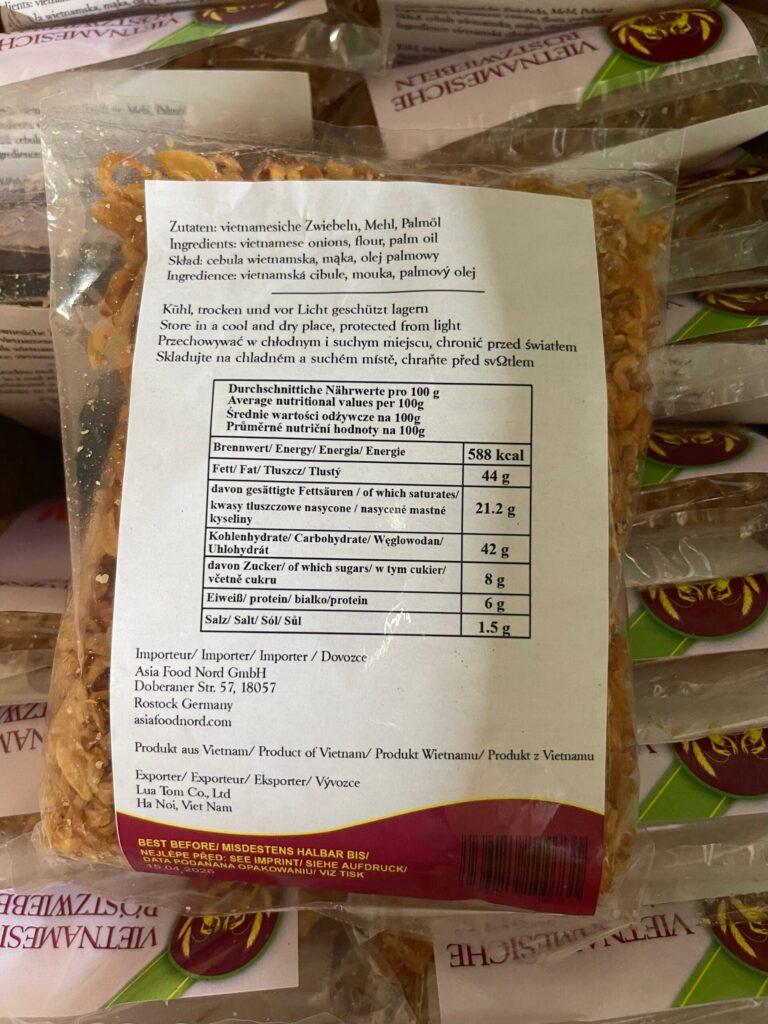 Zutaten: vietnamesiche Zwiebeln, Mehl, Palmöl
Ingredients: vietnamese onions, flour, palm oil
Skład: cebula wietnamska, mąka, olej palmowy
Ingredience: vietnamská cibule, mouka, palmový olej
Kühl, trocken und vor Licht geschützt lagern
Store in a cool and dry place, protected from light
Przechowywać w chłodnym i suchym miejscu, chronić przed światłem
Skladujte na chladném a suchém místě, chraňte před svΩtlem
Durchschnittiche Nährwerte pro 100 g
Average nutritional values per 100g
Średnie wartości odżywcze na 100g
Průměrné nutriční hodnoty na 100g
Brennwert/ Energy/ Energia/ Energie 588 kcal
Fett/ Fat/ Tłuszcz/ Tlustý 44 g
davon gesättigte Fettsäuren / of which saturates/
kwasy tłuszczowe nasycone / nasycené mastné
kyseliny 21.2 g
Kohlenhydrate/ Carbohydrate/ Węglowodan/
Uhlohydrát 42 g
davon Zucker/ of which sugars/ w tym cukier/
včetně cukru 8 g
Eiweiß/ protein/ białko/protein 6 g
Salz/ Salt/ Sól/ Sůl 1.5 g
Importeur/ Importer/ Importer / Dovozce
Asia Food Nord GmbH
Doberaner Str. 57, 18057
Rostock Germany
asiafoodnord.com
Produkt aus Vietnam/ Product of Vietnam/ Produkt Wietnamu/ Produkt z Vietnamu
Exporter/ Exporteur/ Eksporter/ Vývozce
Lua Tom Co., Ltd
Ha Noi, Viet Nam
BEST BEFORE/ MISDESTENS HALBAR BIS/
NEJLÉPE PŘED: SEE IMPRINT/ SIEHE AUFDRUCK/
DATA PODAŃANA OPAKOWANIU/ VIZ TISK
15.04.2026
VIETNAMESICHE
RÖSTZWIEBELN
VIETNAMESICHE